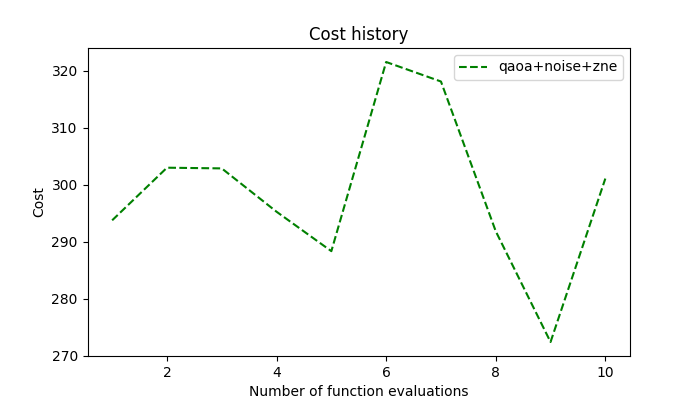 Cost history
qaoa+noise+zne
320
310
300
290
280
270
Cost
2
4
6
8
10
Number of function evaluations